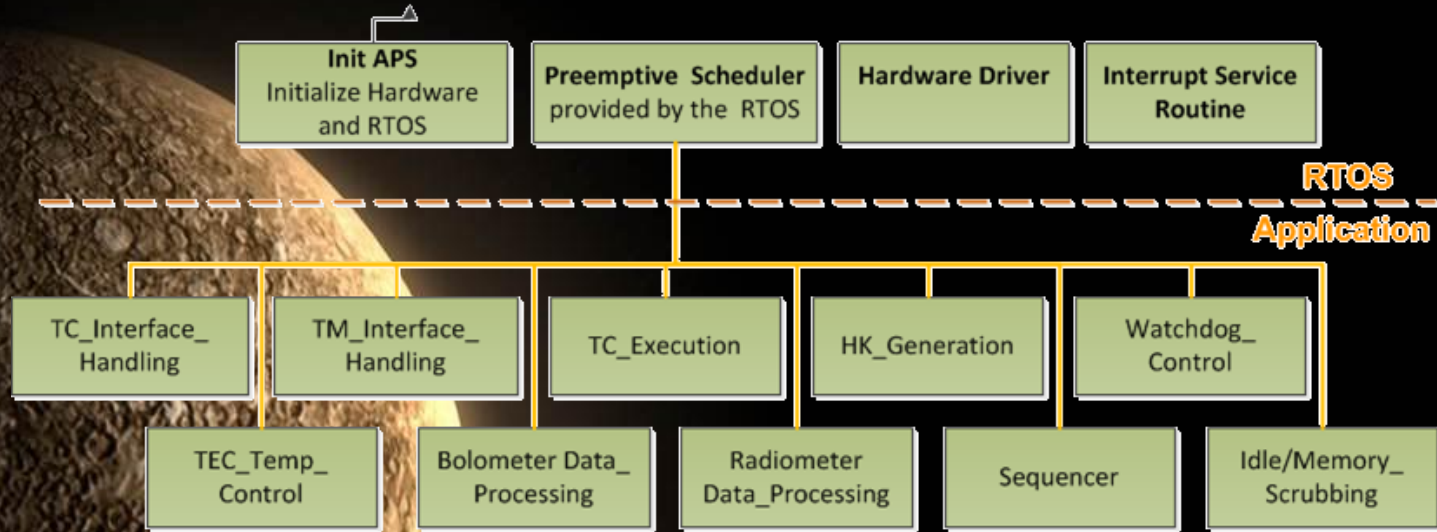 Init APS
Initialize Hardware
and RTOS
Preemptive Scheduler
provided by the RTOS
Hardware Driver
Interrupt Service
Routine
RTOS
Application
TC_Interface_
Handling
TM_Interface_
Handling
TC_Execution
HK_Generation
Watchdog_
Control
TEC_Temp_
Control
Bolometer Data_
Processing
Radiometer
Data_Processing
Sequencer
Idle/Memory_
Scrubbing